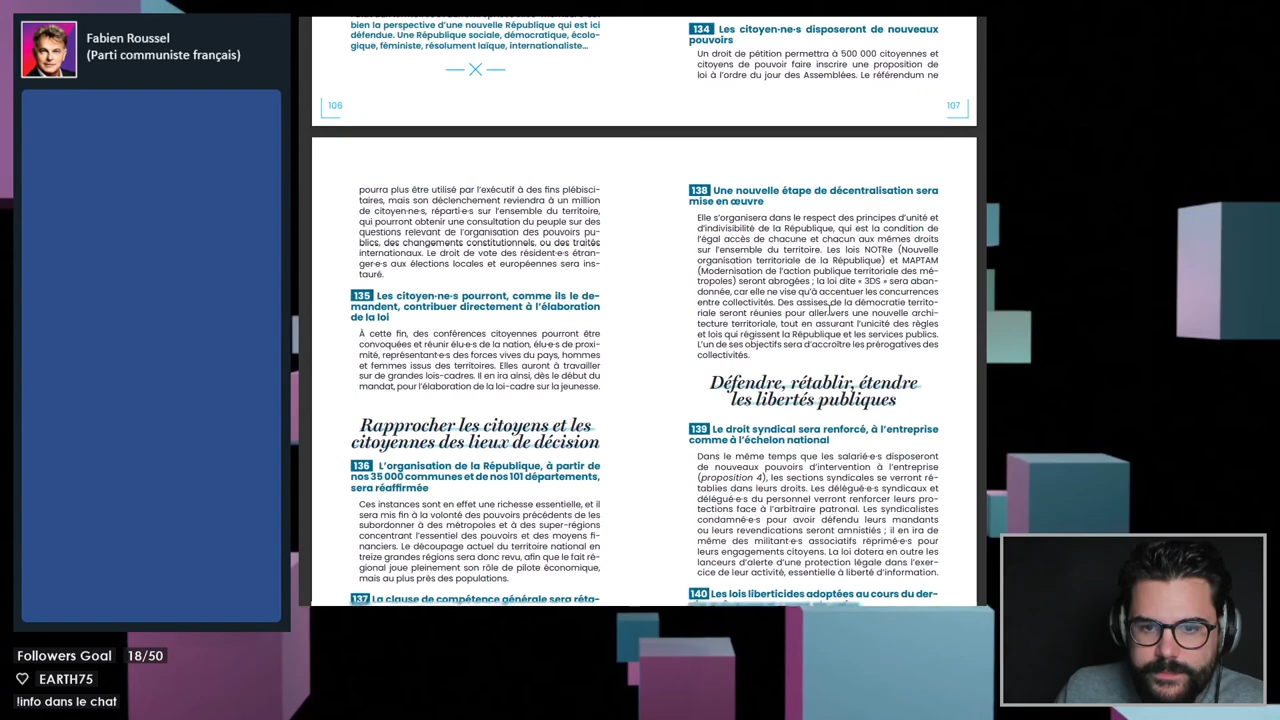 Fabien Roussel
(Parti communiste français)
bien la perspective d'une nouvelle République qui est ici
défendue. Une République sociale, démocratique, écolo-
gique, féministe, résolument laïque, internationaliste...
106
134 Les citoyen·ne·s disposeront de nouveaux
pouvoirs
Un droit de pétition permettra à 500 000 citoyennes et
citoyens de pouvoir faire inscrire une proposition de
loi à l'ordre du jour des Assemblées. Le référendum ne
107
pourra plus être utilisé par l'exécutif à des fins plébisci-
taires, mais son déclenchement reviendra à un million
de citoyen·ne·s, réparti·e·s sur l'ensemble du territoire,
qui pourront obtenir une consultation du peuple sur des
questions relevant de l'organisation des pouvoirs pu-
blics, des changements constitutionnels, ou des traités
internationaux. Le droit de vote des résident·e·s étran-
ger·e·s aux élections locales et européennes sera ins-
tauré.
135 Les citoyen·ne·s pourront, comme ils le de-
mandent, contribuer directement à l'élaboration
de la loi
À cette fin, des conférences citoyennes pourront être
convoquées et réunir élu·e·s de la nation, élu·e·s de proxi-
mité, représentant·e·s des forces vives du pays, hommes
et femmes issus des territoires. Elles auront à travailler
sur de grandes lois-cadres. Il en ira ainsi, dès le début du
mandat, pour l'élaboration de la loi-cadre sur la jeunesse.
Rapprocher les citoyens et les
citoyennes des lieux de décision
136 L'organisation de la République, à partir de
nos 35 000 communes et de nos 101 départements,
sera réaffirmée
Ces instances sont en effet une richesse essentielle, et il
sera mis fin à la volonté des pouvoirs précédents de les
subordonner à des métropoles et à des super-régions
concentrant l'essentiel des pouvoirs et des moyens fi-
nanciers. Le découpage actuel du territoire national en
treize grandes régions sera donc revu, afin que le fait ré-
gional joue pleinement son rôle de pilote économique,
mais au plus près des populations.
137 La clause de compétence générale sera réta-
138 Une nouvelle étape de décentralisation sera
mise en œuvre
Elle s'organisera dans le respect des principes d'unité et
d'indivisibilité de la République, qui est la condition de
l'égal accès de chacune et chacun aux mêmes droits
sur l'ensemble du territoire. Les lois NOTRe (Nouvelle
organisation territoriale de la République) et MAPTAM
(Modernisation de l'action publique territoriale des mé-
tropoles) seront abrogées ; la loi dite « 3DS » sera aban-
donnée, car elle ne vise qu'à accentuer les concurrences
entre collectivités. Des assises de la démocratie territo-
riale seront réunies pour aller vers une nouvelle archi-
tecture territoriale, tout en assurant l'unicité des règles
et lois qui régissent la République et les services publics.
L'un de ses objectifs sera d'accroître les prérogatives des
collectivités.
Défendre, rétablir, étendre
les libertés publiques
139 Le droit syndical sera renforcé, à l'entreprise
comme à l'échelon national
Dans le même temps que les salarié·e·s disposeront
de nouveaux pouvoirs d'intervention à l'entreprise
(proposition 4), les sections syndicales se verront ré-
tablies dans leurs droits. Les délégué·e·s syndicaux et
délégué·e·s du personnel verront renforcer leurs pro-
tections face à l'arbitraire patronal. Les syndicalistes
condamné·e·s pour avoir défendu leurs mandants
ou leurs revendications seront amnistiés ; il en ira de
même des militant·e·s associatifs réprimé·e·s pour
leurs engagements citoyens. La loi dotera en outre les
lanceurs d'alerte d'une protection légale dans l'exer-
cice de leur activité, essentielle à liberté d'information.
140 Les lois liberticides adoptées au cours du der-
Followers Goal 18/50
EARTH75
!info dans le chat